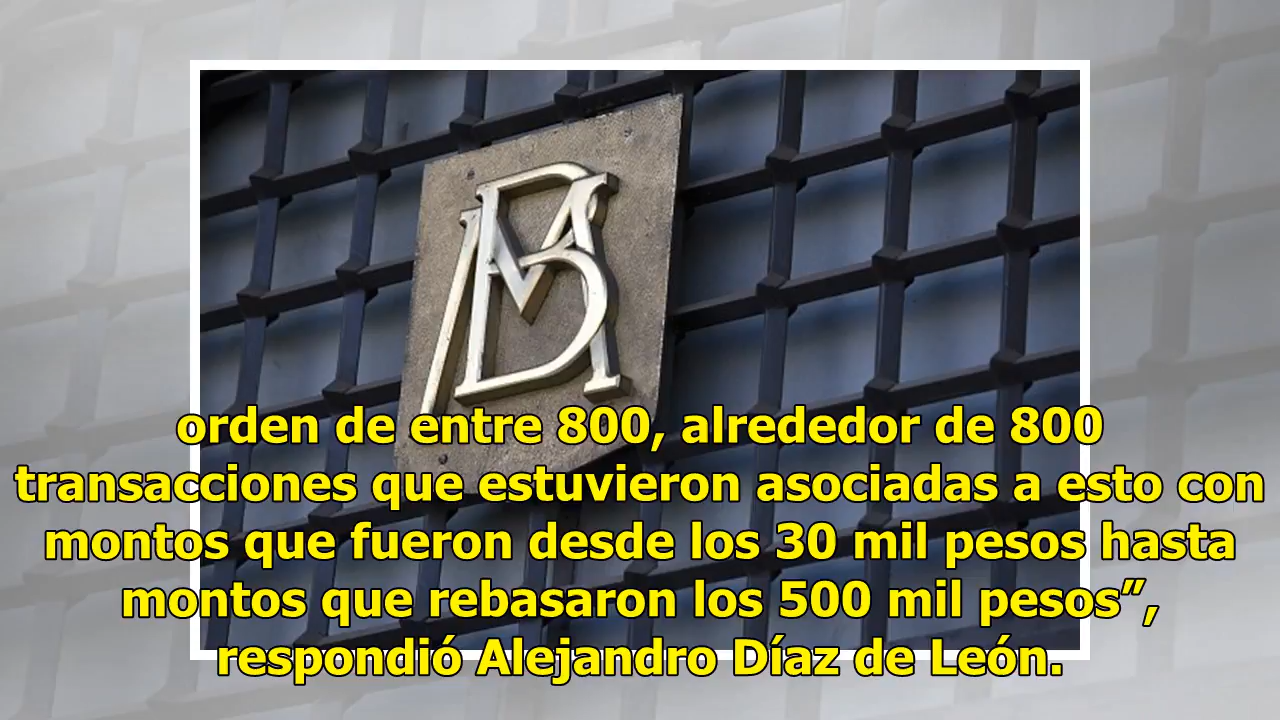 BM
orden de entre 800, alrededor de 800
transacciones que estuvieron asociadas a esto con
montos que fueron desde los 30 mil pesos hasta
montos que rebasaron los 500 mil pesos”,
respondió Alejandro Díaz de León.